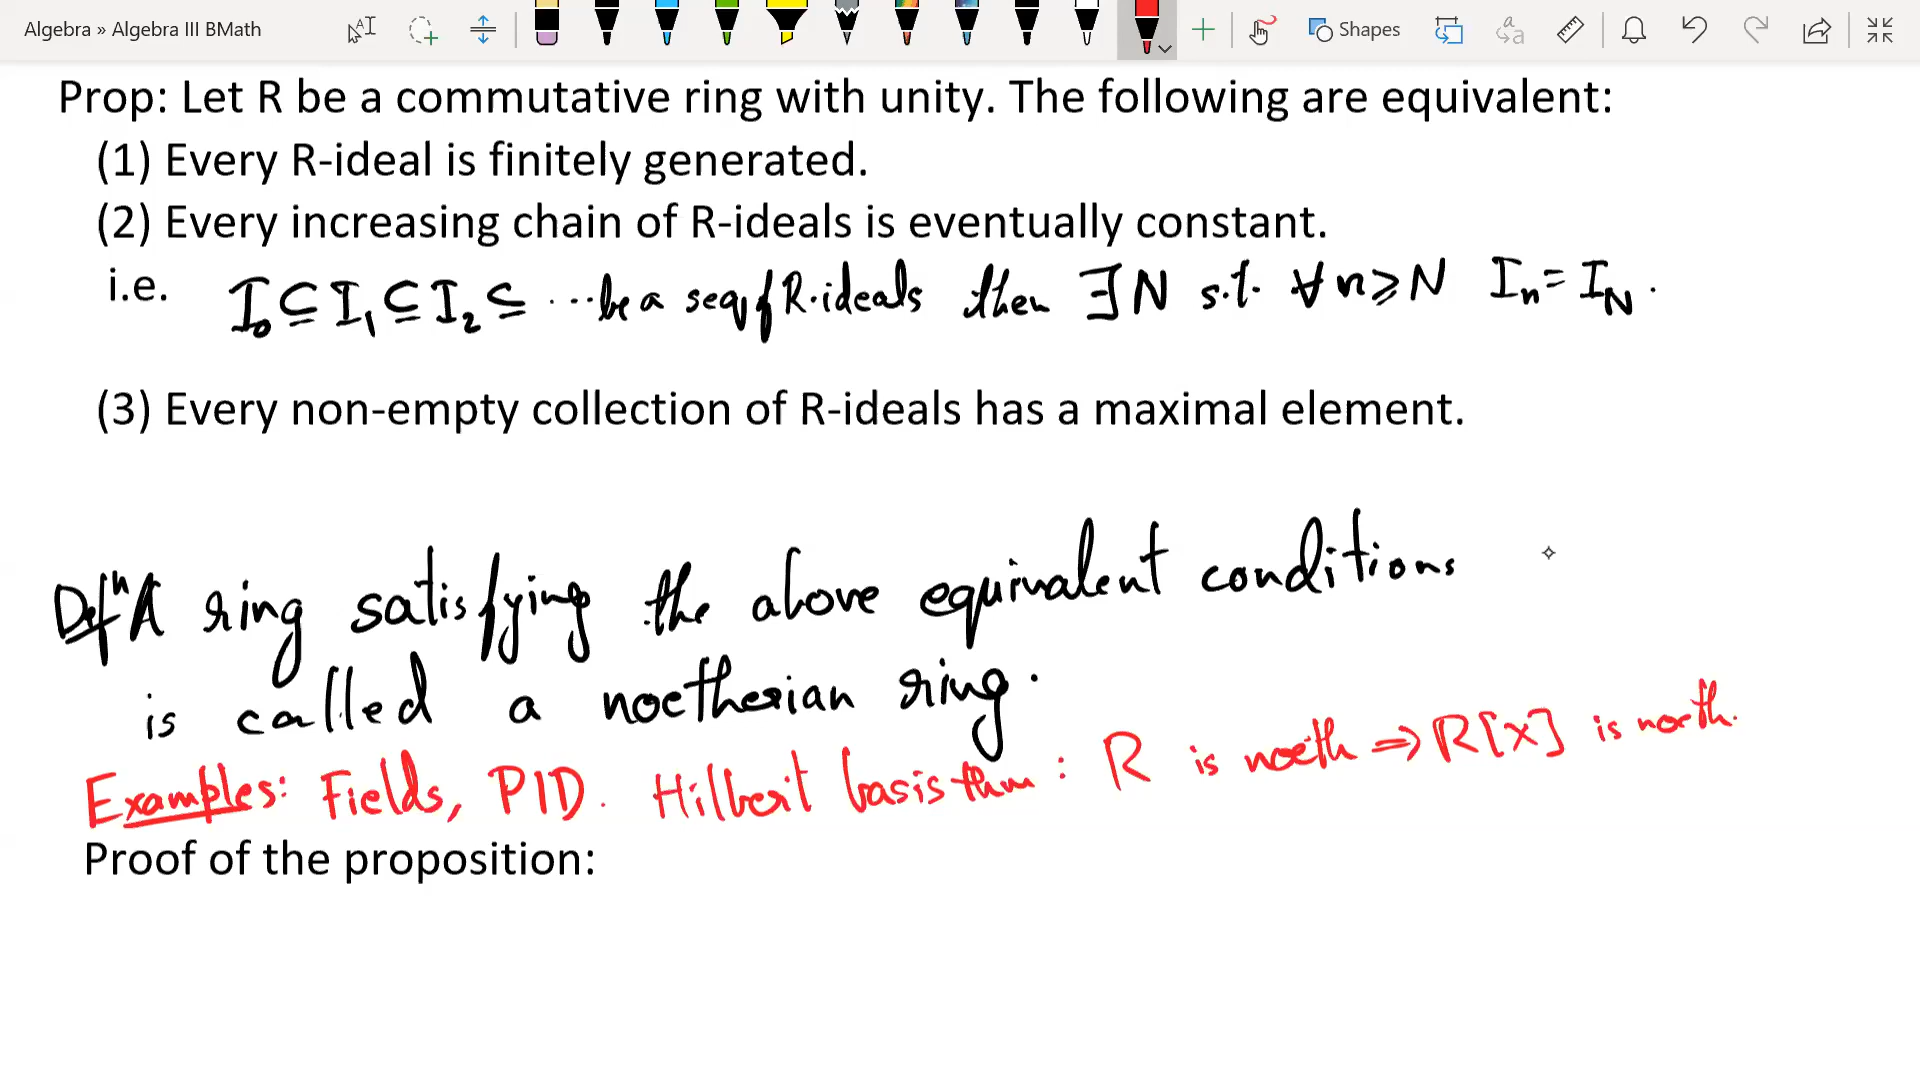 Algebra » Algebra III BMath
Shapes
Prop: Let R be a commutative ring with unity. The following are equivalent:
(1) Every R-ideal is finitely generated.
(2) Every increasing chain of R-ideals is eventually constant.
i.e. I₀ ⊆ I₁ ⊆ I₂ ⊆ ... be a seq of R-ideals then ∃ N s.t. ∀ n ≥ N Iₙ = I_N.
(3) Every non-empty collection of R-ideals has a maximal element.
Defⁿ A ring satisfying the above equivalent conditions
is called a noetherian ring.
Examples: Fields, PID. Hilbert basis thm: R is noeth ⇒ R[X] is noeth.
Proof of the proposition: